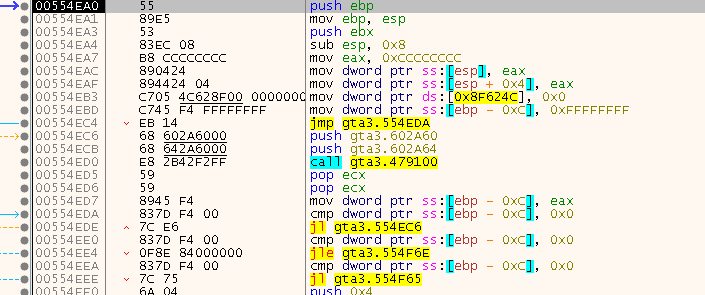 00554EA0 55 push ebp
00554EA1 89E5 mov ebp, esp
00554EA3 53 push ebx
00554EA4 83EC 08 sub esp, 0x8
00554EA7 B8 CCCCCCCC mov eax, 0xCCCCCCCC
00554EAC 890424 mov dword ptr ss:[esp], eax
00554EAF 894424 04 mov dword ptr ss:[esp + 0x4], eax
00554EB3 C705 4C628F00 0000000 mov dword ptr ds:[0x8F624C], 0x0
00554EBD C745 F4 FFFFFFFF mov dword ptr ss:[ebp - 0xC], 0xFFFFFFFF
00554EC4 EB 14 jmp gta3.554EDA
00554EC6 68 602A6000 push gta3.602A60
00554ECB 68 642A6000 push gta3.602A64
00554ED0 E8 2B42F2FF call gta3.479100
00554ED5 59 pop ecx
00554ED6 59 pop ecx
00554ED7 8945 F4 mov dword ptr ss:[ebp - 0xC], eax
00554EDA 837D F4 00 cmp dword ptr ss:[ebp - 0xC], 0x0
00554EDE 7C E6 jl gta3.554EC6
00554EE0 837D F4 00 cmp dword ptr ss:[ebp - 0xC], 0x0
00554EE4 0F8E 84000000 jle gta3.554F6E
00554EEA 837D F4 00 cmp dword ptr ss:[ebp - 0xC], 0x0
00554EEE 7C 75 jl gta3.554F65
00554EF0 6A 04 push 0x4